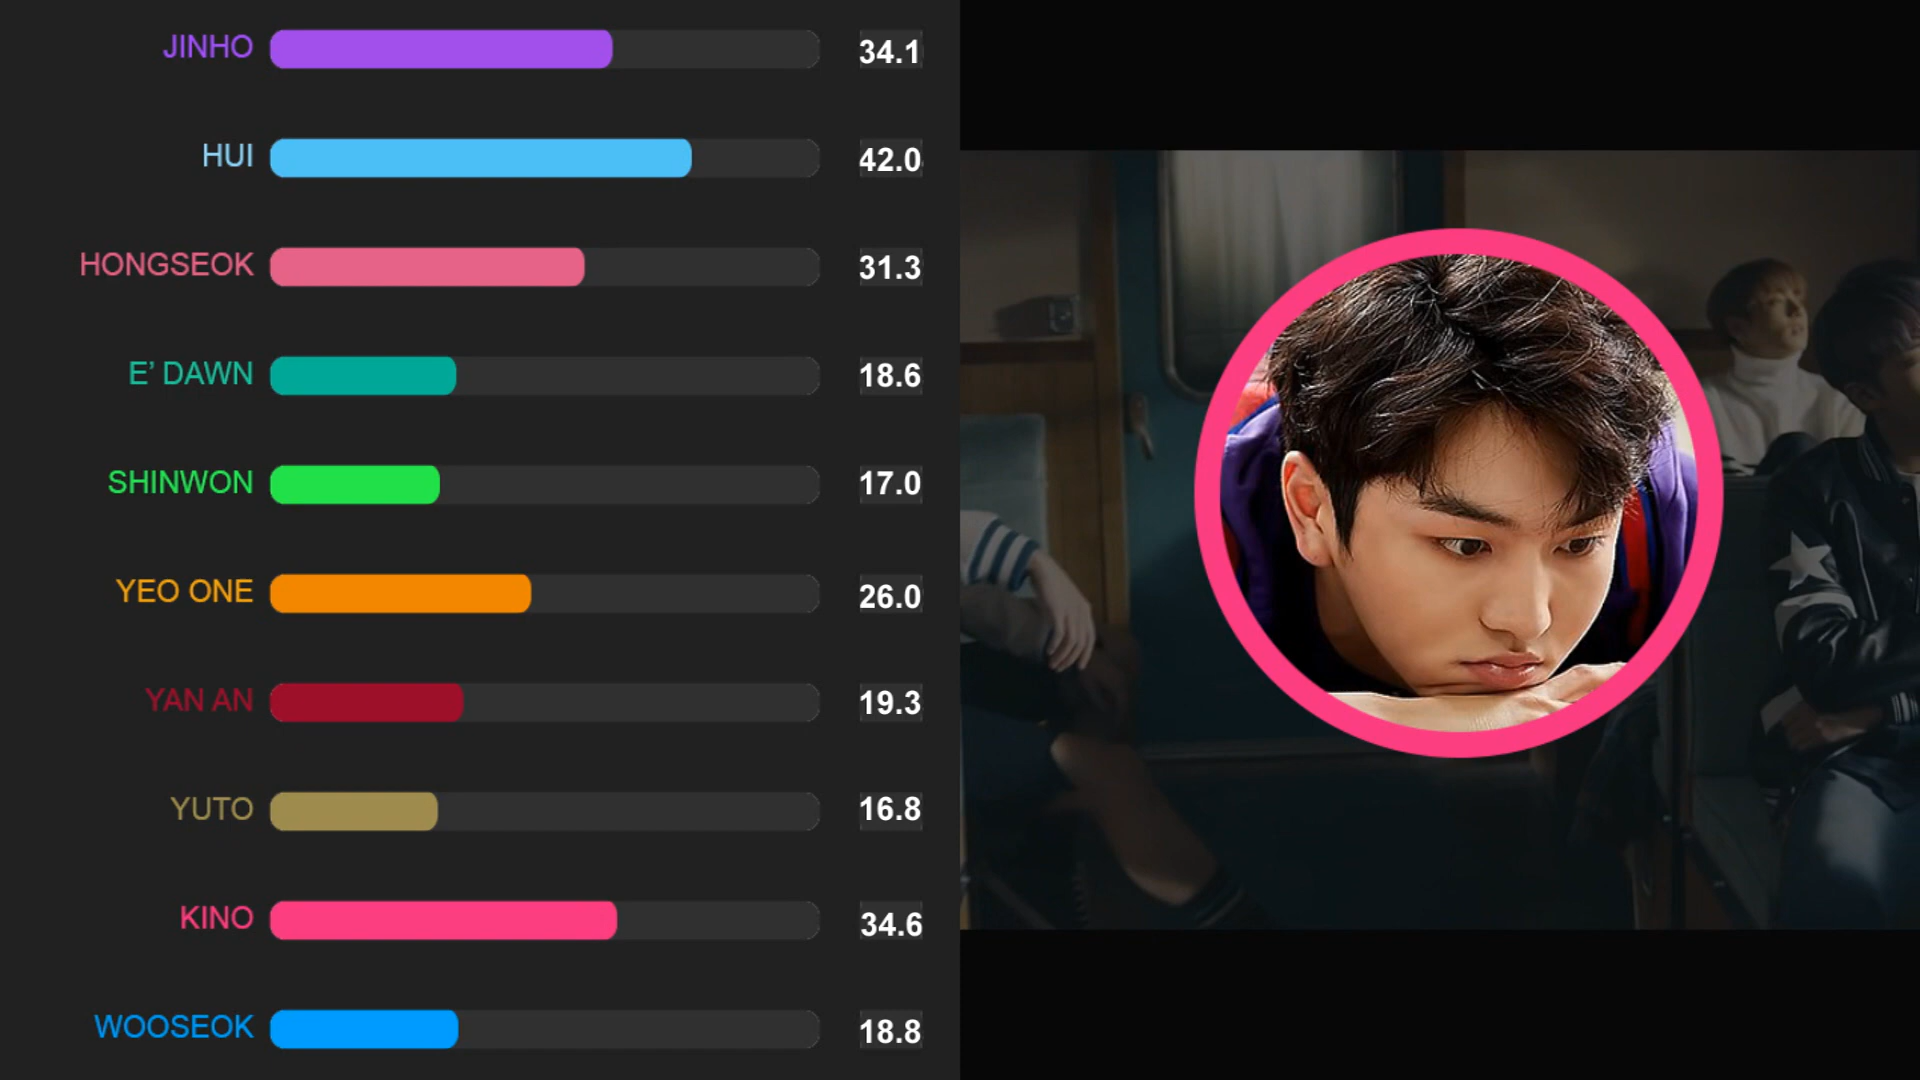 JINHO 34.1
HUI 42.0
HONGSEOK 31.3
E’ DAWN 18.6
SHINWON 17.0
YEO ONE 26.0
YAN AN 19.3
YUTO 16.8
KINO 34.6
WOOSEOK 18.8